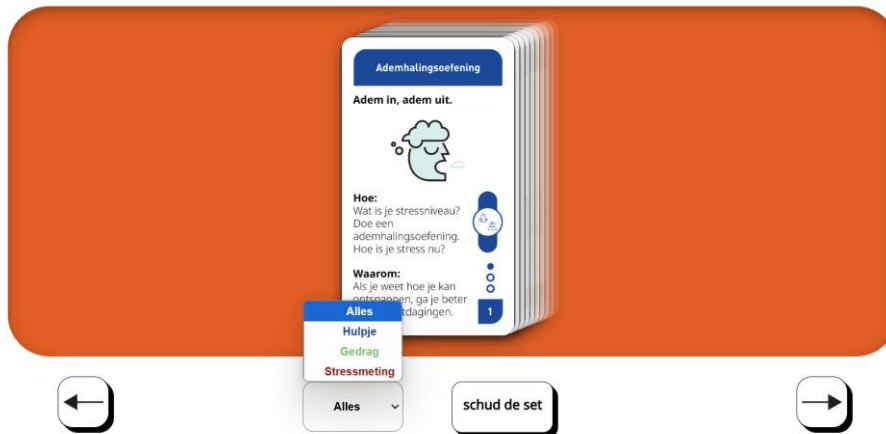 Ademhalingsoefening
Adem in, adem uit.
Hoe:
Wat is je stressniveau?
Doe een
ademhalingsoefening.
Hoe is je stress nu?
Waarom:
Als je weet hoe je kan
ontspannen, ga je beter
tdagingen.
1
Alles
Hulpje
Gedrag
Stressmeting
Alles
schud de set